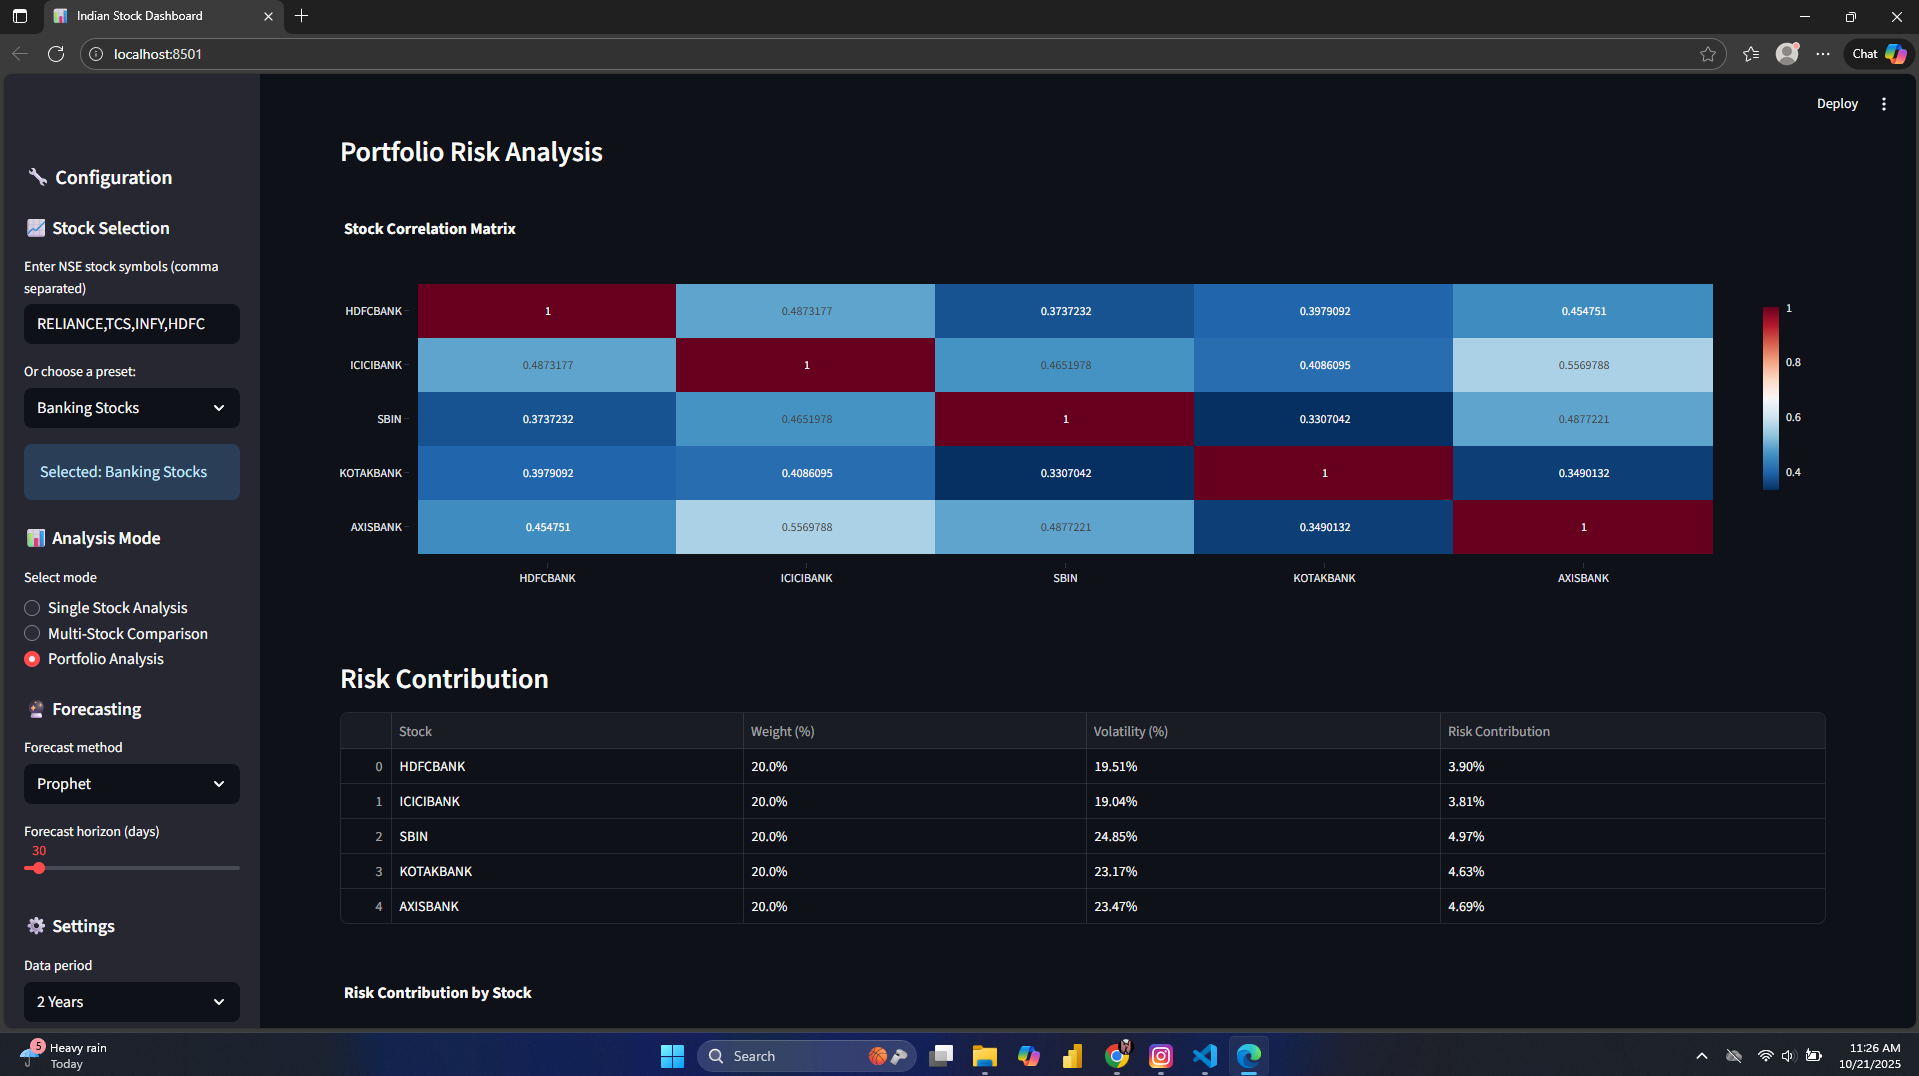 Indian Stock Dashboard
localhost:8501
Chat
Deploy
Configuration
Stock Selection
Enter NSE stock symbols (comma
separated)
RELIANCE,TCS,INFY,HDFC
Or choose a preset:
Banking Stocks
Selected: Banking Stocks
Analysis Mode
Select mode
Single Stock Analysis
Multi-Stock Comparison
Portfolio Analysis
Forecasting
Forecast method
Prophet
Forecast horizon (days)
30
Settings
Data period
2 Years
Portfolio Risk Analysis
Stock Correlation Matrix
HDFCBANK 1 0.4873177 0.3737232 0.3979092 0.454751
ICICIBANK 0.4873177 1 0.4651978 0.4086095 0.5569788
SBIN 0.3737232 0.4651978 1 0.3307042 0.4877221
KOTAKBANK 0.3979092 0.4086095 0.3307042 1 0.3490132
AXISBANK 0.454751 0.5569788 0.4877221 0.3490132 1
HDFCBANK ICICIBANK SBIN KOTAKBANK AXISBANK
1
0.8
0.6
0.4
Risk Contribution
Stock Weight (%) Volatility (%) Risk Contribution
0 HDFCBANK 20.0% 19.51% 3.90%
1 ICICIBANK 20.0% 19.04% 3.81%
2 SBIN 20.0% 24.85% 4.97%
3 KOTAKBANK 20.0% 23.17% 4.63%
4 AXISBANK 20.0% 23.47% 4.69%
Risk Contribution by Stock
5
Heavy rain
Today
Search
11:26 AM
10/21/2025